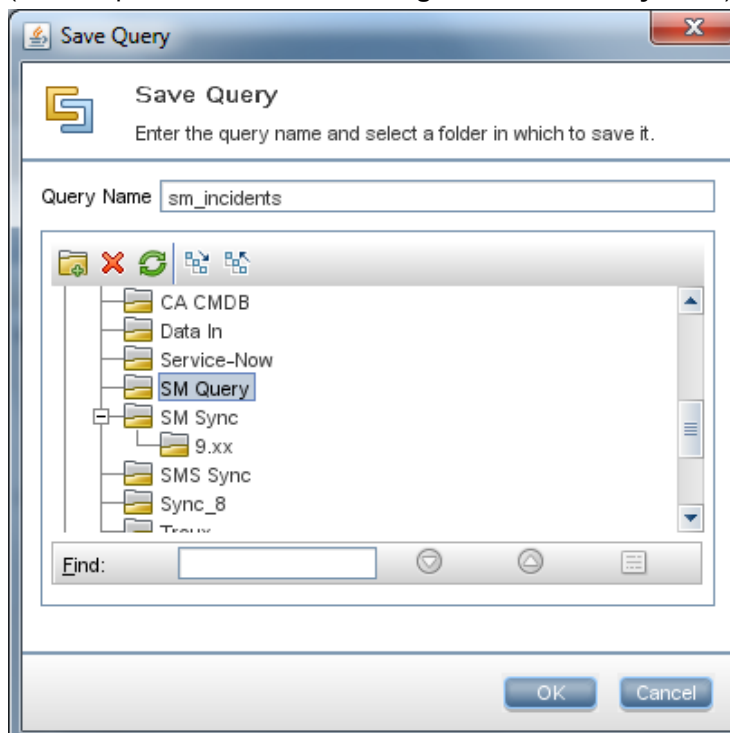 Save Query
Save Query
Enter the query name and select a folder in which to save it.
Query Name sm_incidents
CA CMDB
Data In
Service-Now
SM Query
SM Sync
9.xx
SMS Sync
Sync_8
Find:
OK Cancel